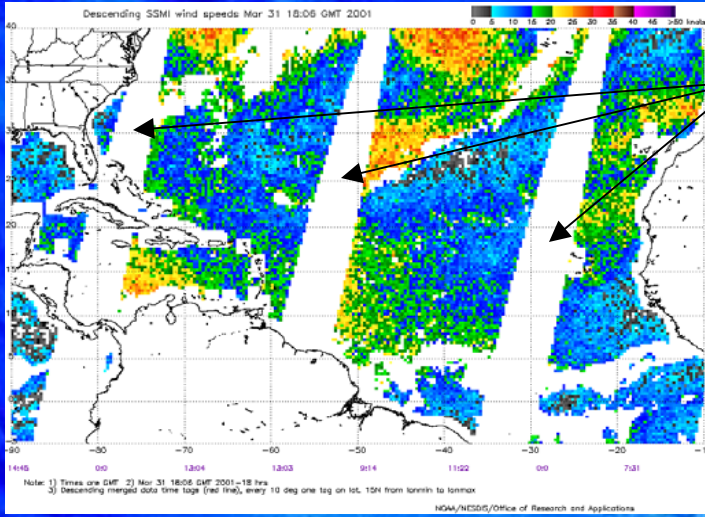 Descending SSMI wind speeds Mar 31 18:06 GMT 2001
0 5 10 15 20 25 30 35 40 45 >50 knots
40
35
30
25
20
15
10
5
0
-5
-90 -80 -70 -60 -50 -40 -30 -20 -1
14:45 0:0 13:04 13:03 9:14 11:22 0:0 7:31
Note: 1) Times are GMT 2) Mar 31 18:06 GMT 2001-18 hrs
3) Descending merged data time tags (red line), every 10 deg one tag on lat. 15N from lonmin to lonmax
NOAA/NESDIS/Office of Research and Applications